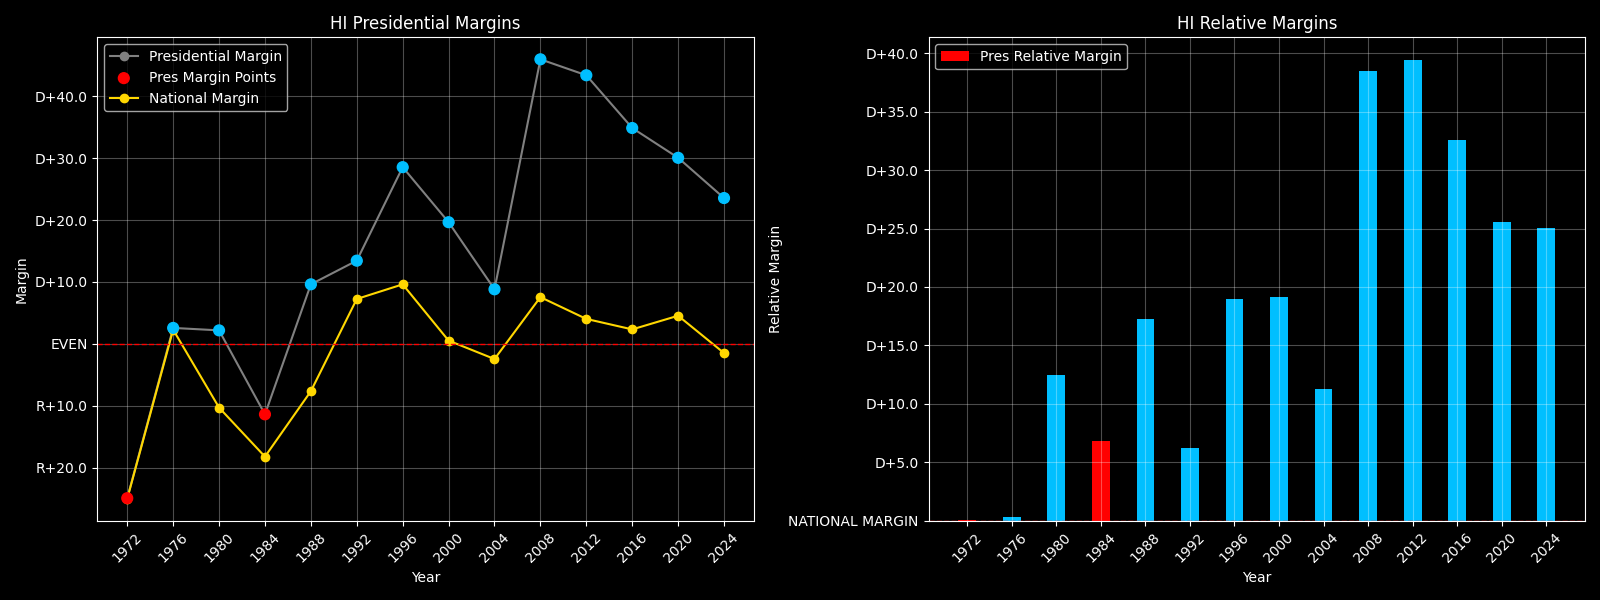 HI Presidential Margins
Presidential Margin
Pres Margin Points
National Margin
D+40.0
D+30.0
D+20.0
D+10.0
EVEN
R+10.0
R+20.0
Margin
1972
1976
1980
1984
1988
1992
1996
2000
2004
2008
2012
2016
2020
2024
Year
HI Relative Margins
Pres Relative Margin
D+40.0
D+35.0
D+30.0
D+25.0
D+20.0
D+15.0
D+10.0
D+5.0
NATIONAL MARGIN
Relative Margin
1972
1976
1980
1984
1988
1992
1996
2000
2004
2008
2012
2016
2020
2024
Year